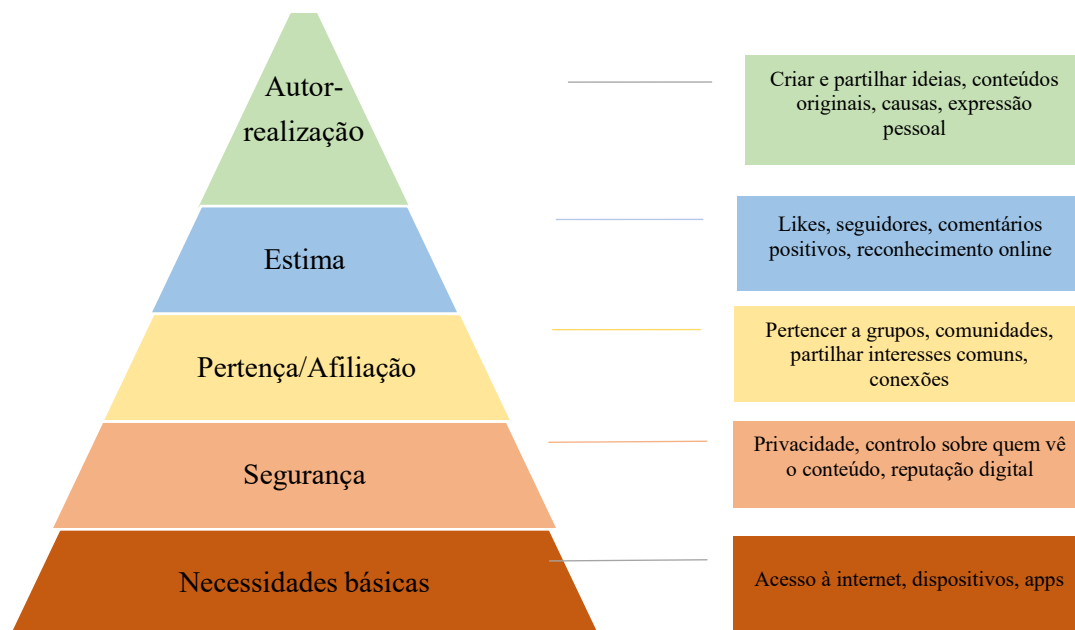 Autor-
realização
Criar e partilhar ideias, conteúdos
originais, causas, expressão
pessoal
Estima
Likes, seguidores, comentários
positivos, reconhecimento online
Pertença/Afiliação
Pertencer a grupos, comunidades,
partilhar interesses comuns,
conexões
Segurança
Privacidade, controlo sobre quem vê
o conteúdo, reputação digital
Necessidades básicas
Acesso à internet, dispositivos, apps